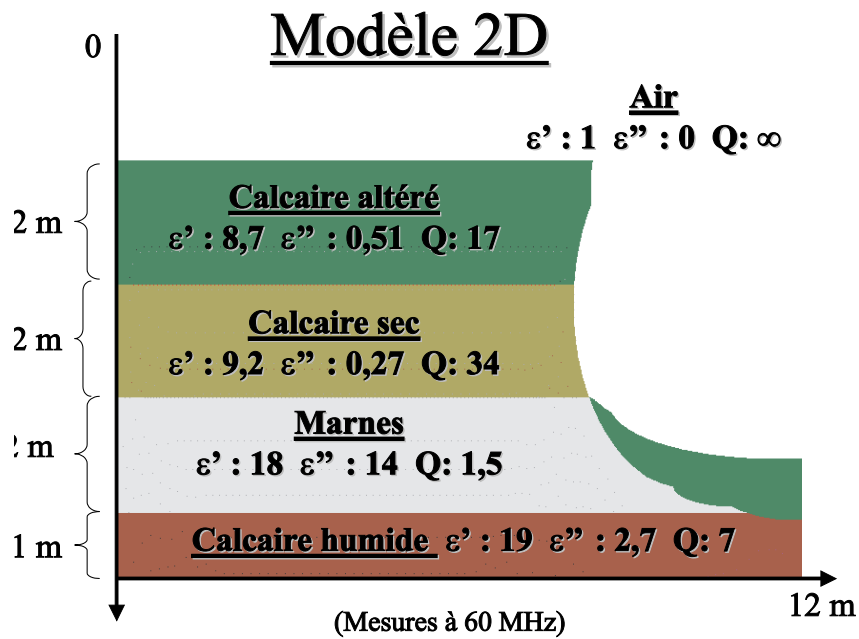 Modèle 2D
0
Air
ε’ : 1 ε” : 0 Q: ∞
Calcaire altéré
ε’ : 8,7 ε” : 0,51 Q: 17
2 m
Calcaire sec
ε’ : 9,2 ε” : 0,27 Q: 34
2 m
Marnes
ε’ : 18 ε” : 14 Q: 1,5
2 m
Calcaire humide ε’ : 19 ε” : 2,7 Q: 7
1 m
12 m
(Mesures à 60 MHz)